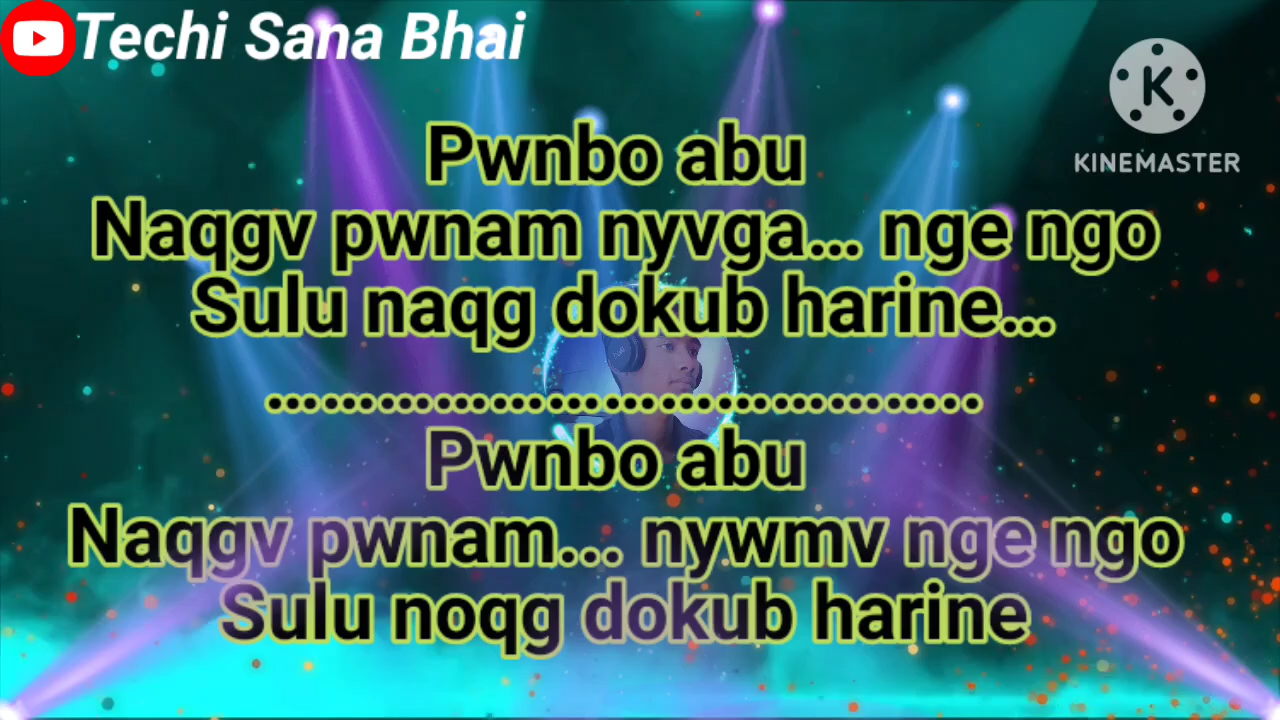 Techi Sana Bhai
KINEMASTER
Pwnbo abu
Naqgv pwnam nyvga... nge ngo
Sulu naqg dokub harine...
......................................
Pwnbo abu
Naqgv pwnam... nywmv nge ngo
Sulu noqg dokub harine